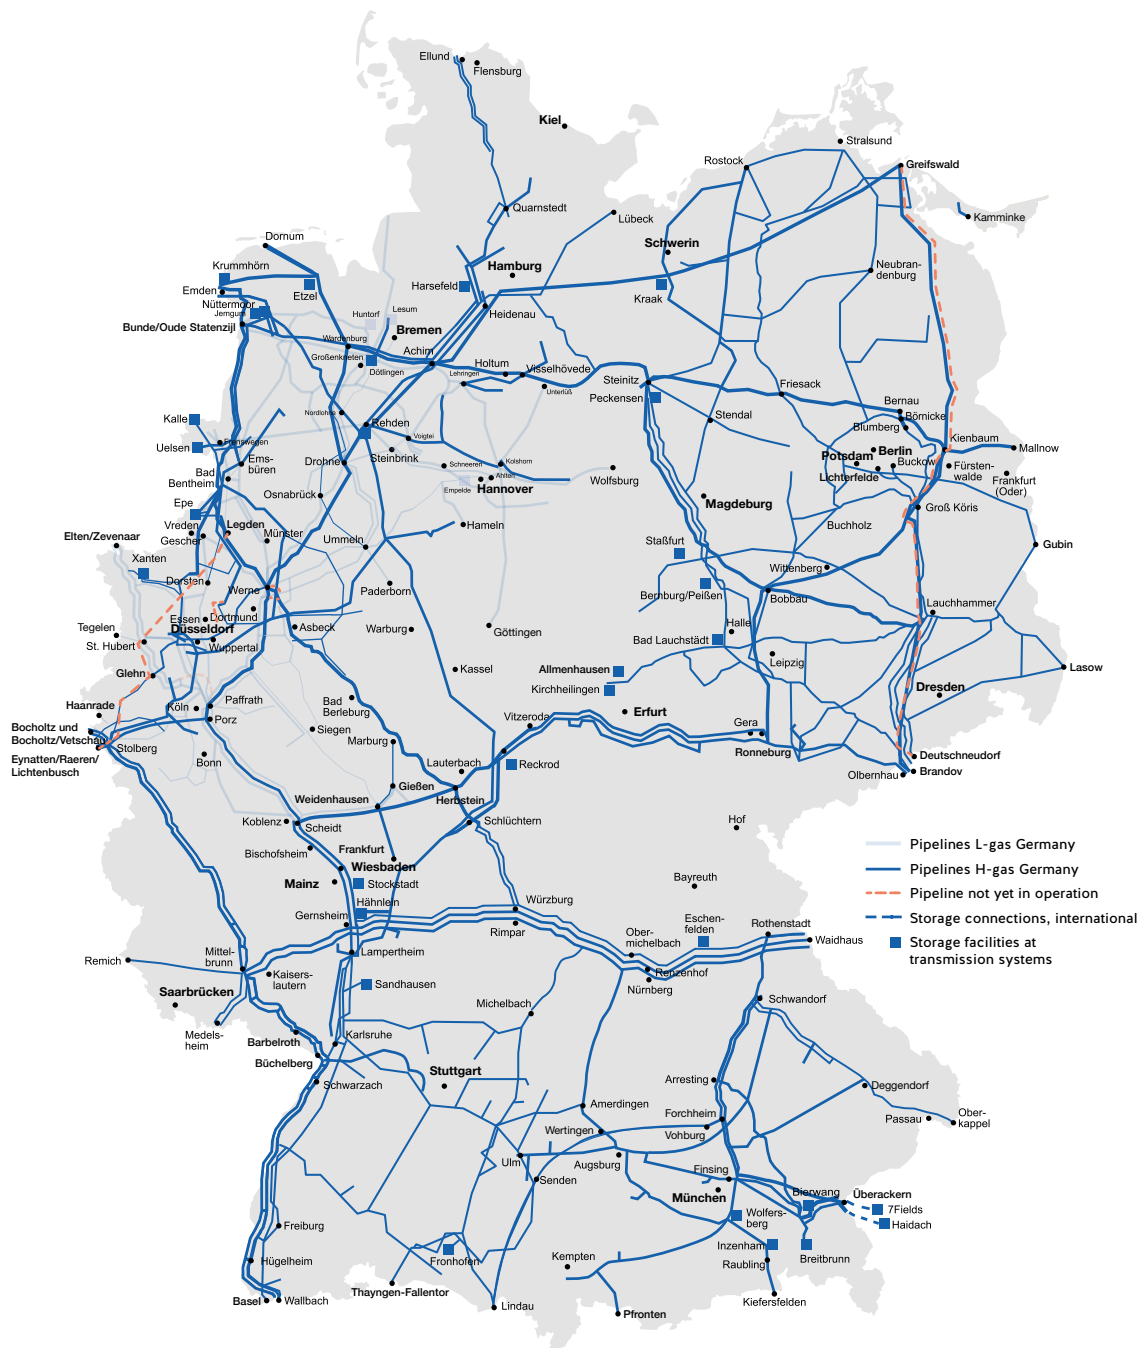 Ellund
Flensburg
Kiel
Stralsund
Rostock
Greifswald
Quarnstedt
Lübeck
Kamminke
Dornum
Schwerin
Krummhörn
Hamburg
Neubran-
denburg
Emden
Etzel
Harsefeld
Kraak
Nüttermoor
Jemgum
Huntorf
Lesum
Heidenau
Bunde/Oude Statenzijl
Bremen
Wardenburg
Achim
Großenkneten
Dötlingen
Holtum
Visselhövede
Lehringen
Unterlüß
Steinitz
Peckensen
Friesack
Bernau
Börnicke
Blumberg
Kalle
Nordlohne
Rehden
Stendal
Kienbaum
Mallnow
Uelsen
Frenswegen
Voigtei
Berlin
Potsdam
Buckow
Fürsten-
walde
Lichterfelde
Frankfurt
(Oder)
Ems-
büren
Drohne
Steinbrink
Schneeren
Kolshorn
Ahlten
Wolfsburg
Bad
Bentheim
Empelde
Hannover
Osnabrück
Magdeburg
Groß Köris
Epe
Vreden
Legden
Gescher
Münster
Ummeln
Hameln
Buchholz
Elten/Zevenaar
Gubin
Xanten
Staßfurt
Wittenberg
Dorsten
Werne
Paderborn
Bernburg/Peißen
Bobbau
Lauchhammer
Essen
Dortmund
Tegelen
Düsseldorf
Asbeck
Warburg
Göttingen
Halle
Bad Lauchstädt
St. Hubert
Wuppertal
Leipzig
Glehn
Kassel
Allmenhausen
Lasow
Kirchheilingen
Dresden
Haanrade
Köln
Paffrath
Bad
Berleburg
Porz
Vitzeroda
Erfurt
Gera
Bocholtz und
Bocholtz/Vetschau
Siegen
Marburg
Ronneburg
Stolberg
Bonn
Eynatten/Raeren/
Lichtenbusch
Lauterbach
Reckrod
Deutschneudorf
Olbernhau
Brandov
Gießen
Weidenhausen
Herbstein
Koblenz
Scheidt
Schlüchtern
Hof
Bischofsheim
Frankfurt
Wiesbaden
Mainz
Stockstadt
Bayreuth
Hähnlein
Gernsheim
Würzburg
Rimpar
Eschen-
felden
Ober-
michelbach
Rothenstadt
Waidhaus
Remich
Mittel-
brunn
Lampertheim
Kaisers-
lautern
Renzenhof
Nürnberg
Saarbrücken
Sandhausen
Michelbach
Schwandorf
Medels-
heim
Barbelroth
Karlsruhe
Büchelberg
Stuttgart
Schwarzach
Arresting
Deggendorf
Amerdingen
Forchheim
Passau
Ober-
kappel
Wertingen
Vohburg
Ulm
Augsburg
Finsing
Senden
München
Bierwang
Überackern
7Fields
Wolfers-
berg
Haidach
Freiburg
Hügelheim
Fronhofen
Kempten
Inzenham
Raubling
Breitbrunn
Basel
Wallbach
Thayngen-Fallentor
Lindau
Pfronten
Kiefersfelden
Pipelines L-gas Germany
Pipelines H-gas Germany
Pipeline not yet in operation
Storage connections, international
Storage facilities at
transmission systems